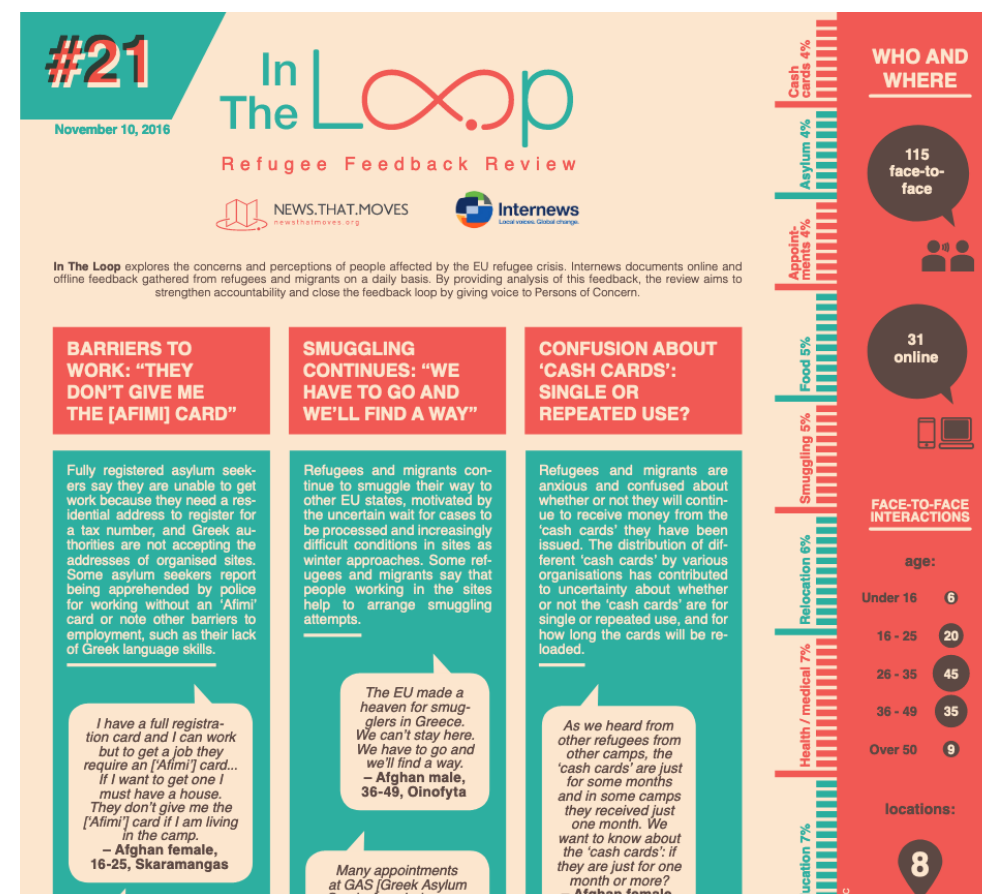 #21
November 10, 2016
In
The Loop
Refugee Feedback Review
NEWS.THAT.MOVES
newsthatmoves.org
Internews
Local voices. Global change.
In The Loop explores the concerns and perceptions of people affected by the EU refugee crisis. Internews documents online and
offline feedback gathered from refugees and migrants on a daily basis. By providing analysis of this feedback, the review aims to
strengthen accountability and close the feedback loop by giving voice to Persons of Concern.
BARRIERS TO
WORK: “THEY
DON’T GIVE ME
THE [AFIMI] CARD”
Fully registered asylum seek-
ers say they are unable to get
work because they need a res-
idential address to register for
a tax number, and Greek au-
thorities are not accepting the
addresses of organised sites.
Some asylum seekers report
being apprehended by police
for working without an ‘Afimi’
card or note other barriers to
employment, such as their lack
of Greek language skills.
I have a full registra-
tion card and I can work
but to get a job they
require an [‘Afimi’] card...
If I want to get one I
must have a house.
They don’t give me the
[‘Afimi’] card if I am living
in the camp.
– Afghan female,
16-25, Skaramangas
SMUGGLING
CONTINUES: “WE
HAVE TO GO AND
WE’LL FIND A WAY”
Refugees and migrants con-
tinue to smuggle their way to
other EU states, motivated by
the uncertain wait for cases to
be processed and increasingly
difficult conditions in sites as
winter approaches. Some ref-
ugees and migrants say that
people working in the sites
help to arrange smuggling
attempts.
The EU made a
heaven for smug-
glers in Greece.
We can’t stay here.
We have to go and
we’ll find a way.
– Afghan male,
36-49, Oinofyta
Many appointments
at GAS [Greek Asylum
CONFUSION ABOUT
‘CASH CARDS’:
SINGLE OR
REPEATED USE?
Refugees and migrants are
anxious and confused about
whether or not they will contin-
ue to receive money from the
‘cash cards’ they have been
issued. The distribution of dif-
ferent ‘cash cards’ by various
organisations has contributed
to uncertainty about whether
or not the ‘cash cards’ are for
single or repeated use, and for
how long the cards will be re-
loaded.
As we heard from
other refugees from
other camps, the
‘cash cards’ are just
for some months
and in some camps
they received just
one month. We
want to know about
the ‘cash cards’: if
they are just for one
month or more?
– Afghan female,
Cash
cards 4%
Asylum 4%
Appoint-
ments 4%
Food 5%
Smuggling 5%
Relocation 6%
Health / medical 7%
ucation 7%
WHO AND
WHERE
115
face-to-
face
31
online
FACE-TO-FACE
INTERACTIONS
age:
Under 16 6
16 - 25 20
26 - 35 45
36 - 49 35
Over 50 9
locations:
8